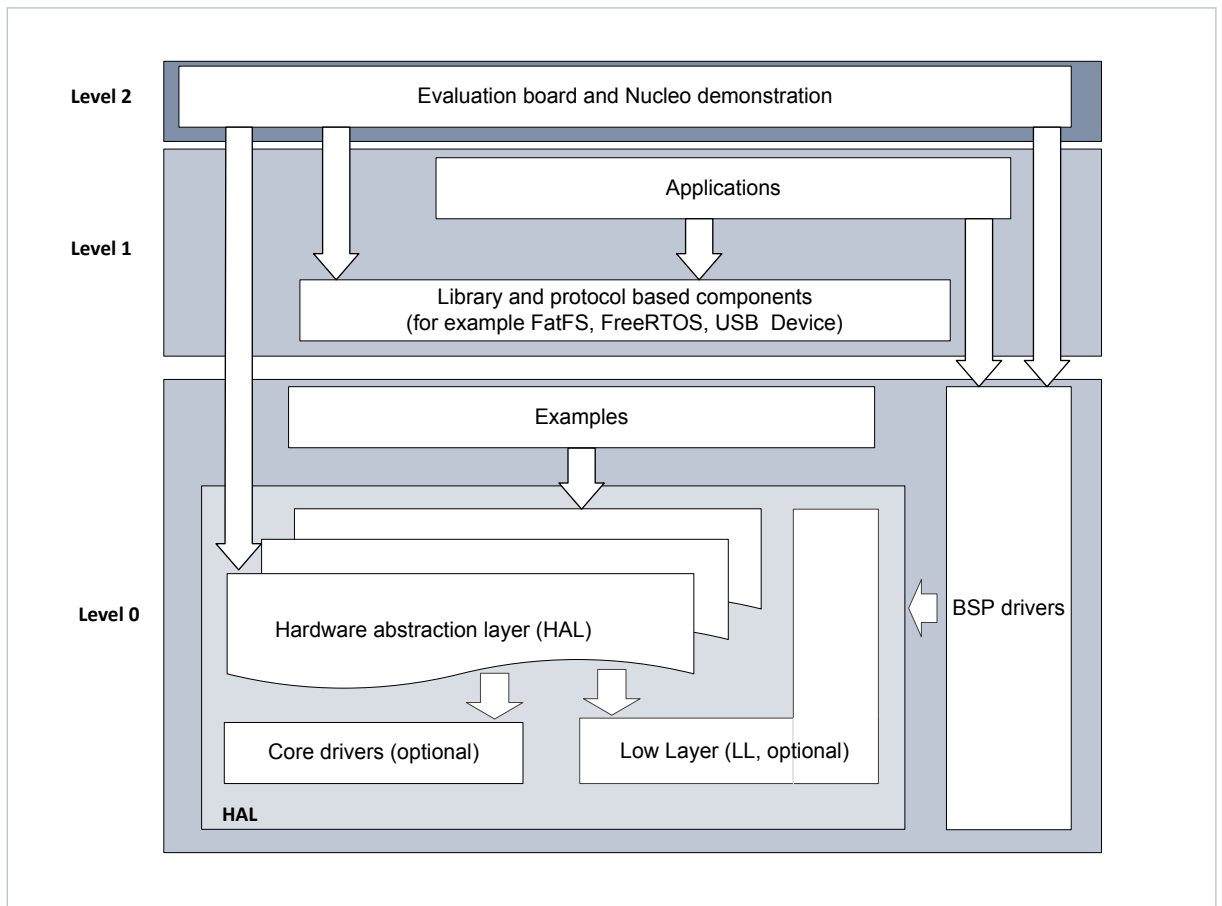 Level 2
Evaluation board and Nucleo demonstration
Level 1
Applications
Library and protocol based components
(for example FatFS, FreeRTOS, USB Device)
Level 0
Examples
Hardware abstraction layer (HAL)
BSP drivers
Core drivers (optional)
Low Layer (LL, optional)
HAL